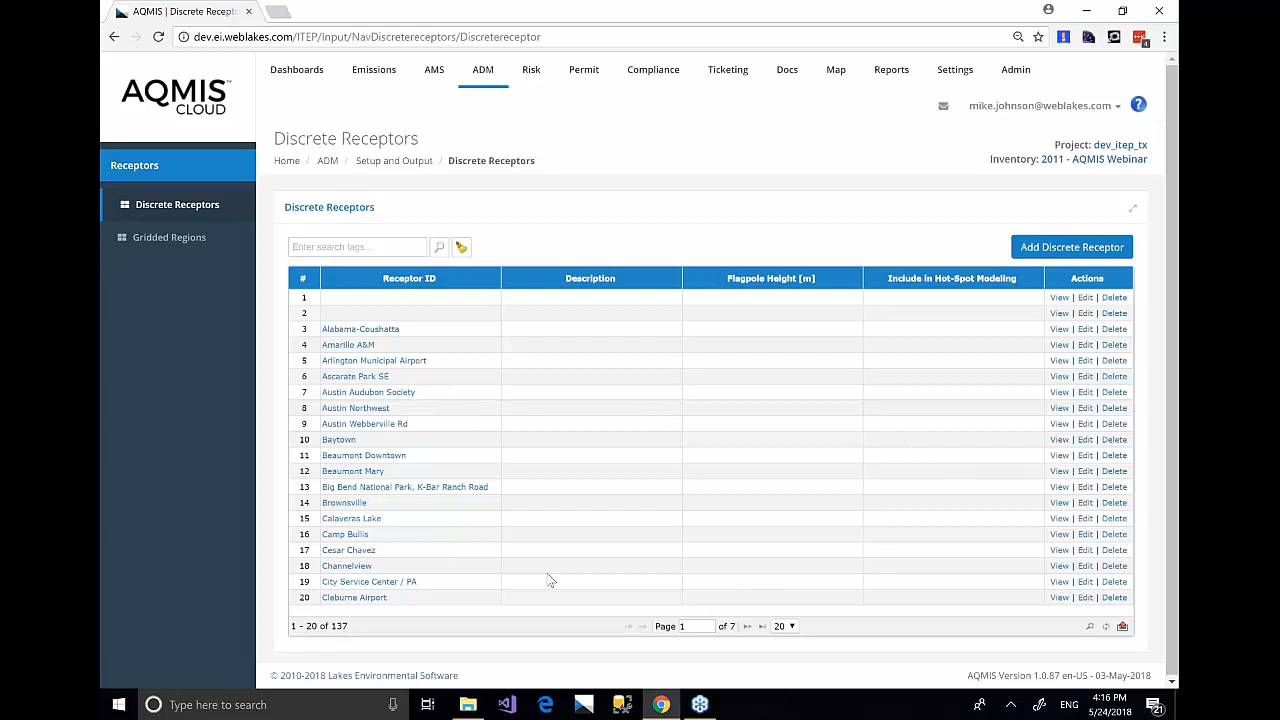 AQMIS | Discrete Recepto
dev.ei.weblakes.com/ITEP/Input/NavDiscretereceptors/Discretereceptor
AQMIS™
CLOUD
Dashboards Emissions AMS ADM Risk Permit Compliance Ticketing Docs Map Reports Settings Admin
mike.johnson@weblakes.com
Discrete Receptors
Home / ADM / Setup and Output / Discrete Receptors
Project: dev_itep_tx
Inventory: 2011 - AQMIS Webinar
Receptors
Discrete Receptors
Gridded Regions
Discrete Receptors
Enter search tags...
Add Discrete Receptor
# Receptor ID Description Flagpole Height [m] Include in Hot-Spot Modeling Actions
1 View | Edit | Delete
2 View | Edit | Delete
3 Alabama-Coushatta View | Edit | Delete
4 Amarillo A&M View | Edit | Delete
5 Arlington Municipal Airport View | Edit | Delete
6 Ascarate Park SE View | Edit | Delete
7 Austin Audubon Society View | Edit | Delete
8 Austin Northwest View | Edit | Delete
9 Austin Webberville Rd View | Edit | Delete
10 Baytown View | Edit | Delete
11 Beaumont Downtown View | Edit | Delete
12 Beaumont Mary View | Edit | Delete
13 Big Bend National Park, K-Bar Ranch Road View | Edit | Delete
14 Brownsville View | Edit | Delete
15 Calaveras Lake View | Edit | Delete
16 Camp Bullis View | Edit | Delete
17 Cesar Chavez View | Edit | Delete
18 Channelview View | Edit | Delete
19 City Service Center / PA View | Edit | Delete
20 Cleburne Airport View | Edit | Delete
1 - 20 of 137 Page 1 of 7 20
© 2010-2018 Lakes Environmental Software
AQMIS Version 1.0.87 en-US - 03-May-2018
Type here to search
ENG
4:16 PM
5/24/2018
21